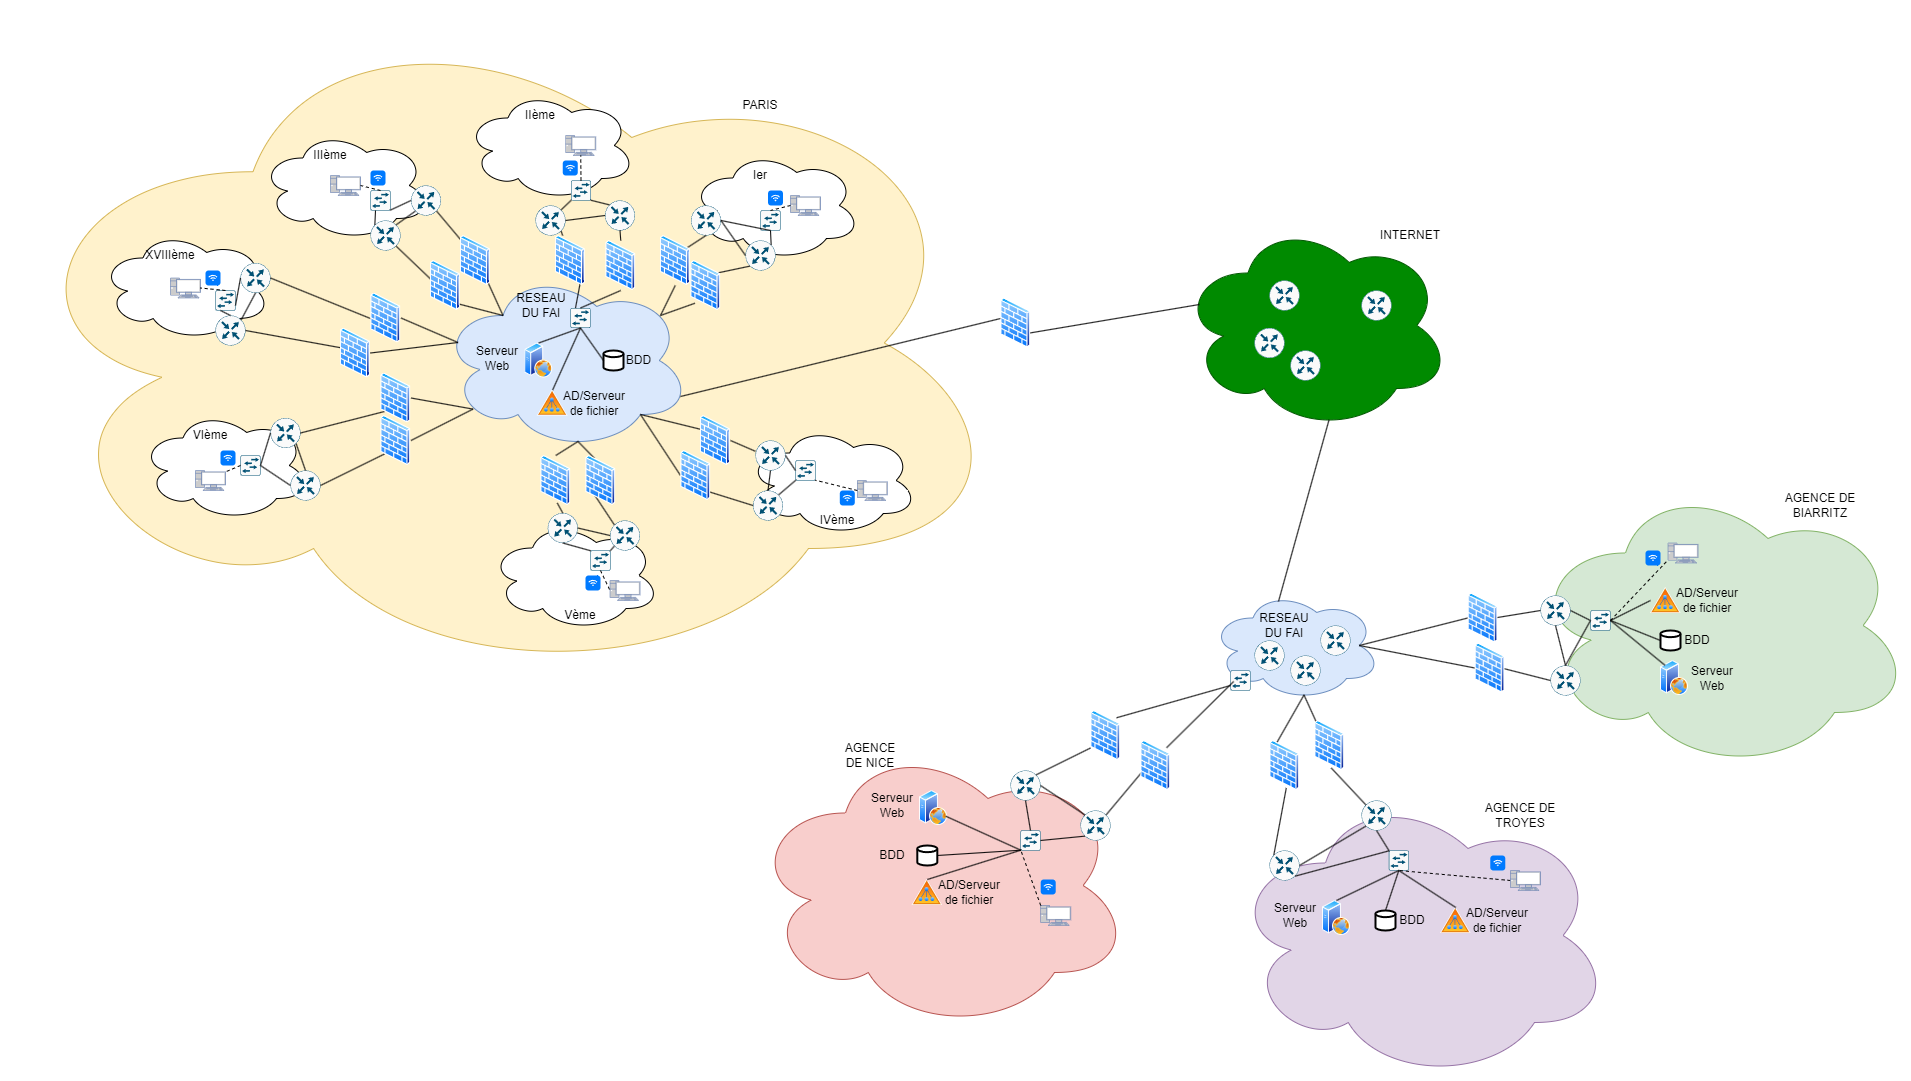 PARIS
IIème
IIIème
Ier
XVIIIème
RESEAU
DU FAI
Serveur
Web
BDD
AD/Serveur
de fichier
VIème
IVème
Vème
INTERNET
AGENCE DE
BIARRITZ
AD/Serveur
de fichier
BDD
Serveur
Web
RESEAU
DU FAI
AGENCE
DE NICE
Serveur
Web
BDD
AD/Serveur
de fichier
AGENCE DE
TROYES
Serveur
Web
BDD
AD/Serveur
de fichier